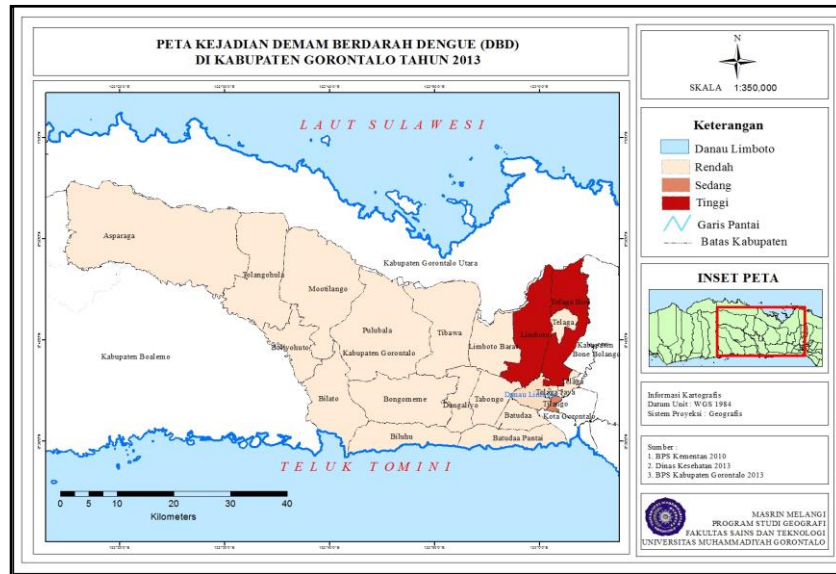 PETA KEJADIAN DEMAM BERDARAH DENGUE (DBD)
DI KABUPATEN GORONTALO TAHUN 2013
LAUT SULAWESI
Asparaga
Tolangohula
Mootilango
Kabupaten Gorontalo Utara
Telaga Biru
Telaga
Pulubala
Tibawa
Limboto
Kabupaten Boalemo
Boliyohuto
Kabupaten Gorontalo
Limboto Barat
Kabupaten
Bone Bolango
Telaga
Telaga Jaya
Danau Limboto
Bilato
Bongomeme
Dangaliyo
Tabongo
Tilango
Batudaa
Kota Gorontalo
Biluhu
Batudaa Pantai
TELUK TOMINI
0 5 10 20 30 40
Kilometers
N
SKALA 1:350,000
Keterangan
Danau Limboto
Rendah
Sedang
Tinggi
Garis Pantai
Batas Kabupaten
INSET PETA
Informasi Kartografis
Datum Unit : WGS 1984
Sistem Proyeksi : Geografis
Sumber :
1. BPS Kementan 2010
2. Dinas Kesehatan 2013
3. BPS Kabupaten Gorontalo 2013
MASRIN MELANGI
PROGRAM STUDI GEOGRAFI
FAKULTAS SAINS DAN TEKNOLOGI
UNIVERSITAS MUHAMMADIYAH GORONTALO